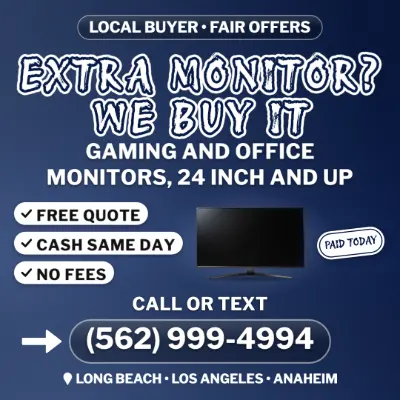 LOCAL BUYER • FAIR OFFERS
EXTRA MONITOR?
WE BUY IT
GAMING AND OFFICE
MONITORS, 24 INCH AND UP
✓ FREE QUOTE
✓ CASH SAME DAY
✓ NO FEES
PAID TODAY
CALL OR TEXT
(562) 999-4994
LONG BEACH • LOS ANGELES • ANAHEIM